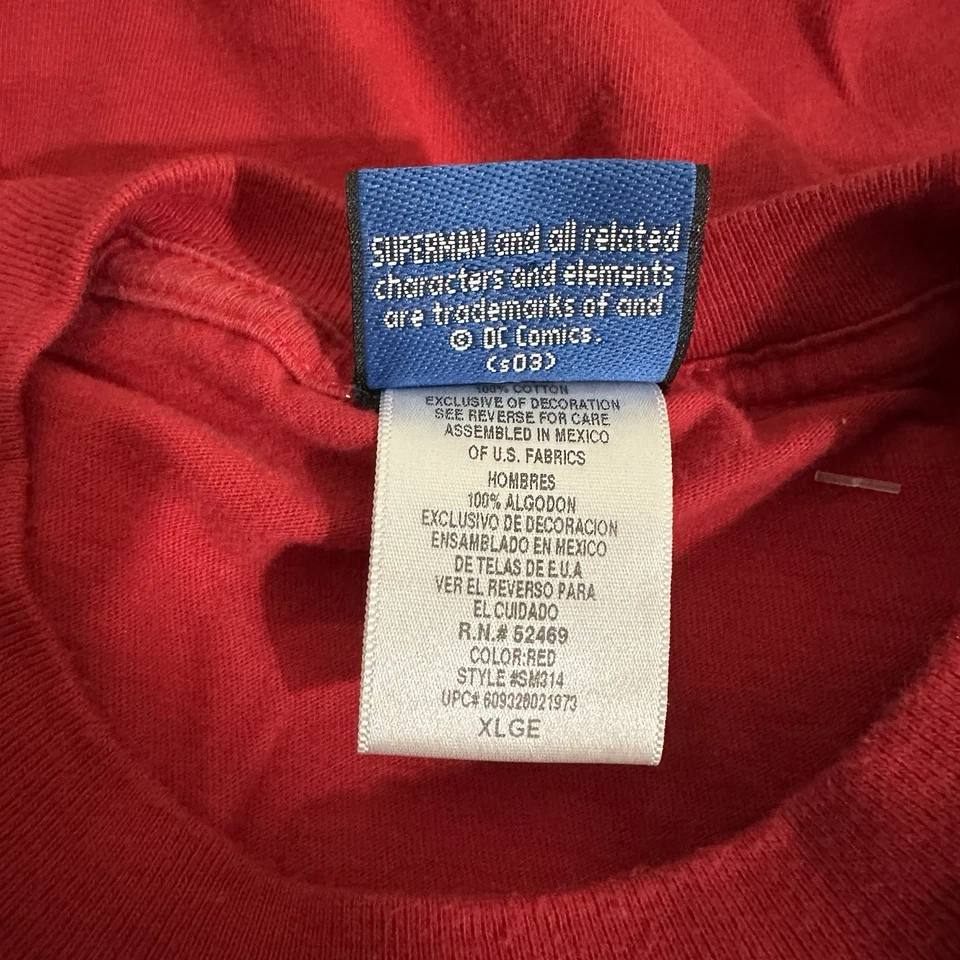 SUPERMAN and all related
characters and elements
are trademarks of and
© DC Comics.
(s03)
100% COTTON
EXCLUSIVE OF DECORATION
SEE REVERSE FOR CARE
ASSEMBLED IN MEXICO
OF U.S. FABRICS
HOMBRES
100% ALGODON
EXCLUSIVO DE DECORACION
ENSAMBLADO EN MEXICO
DE TELAS DE E.U.A
VER EL REVERSO PARA
EL CUIDADO
R.N.# 52469
COLOR:RED
STYLE #SM314
UPC# 609328021973
XLGE